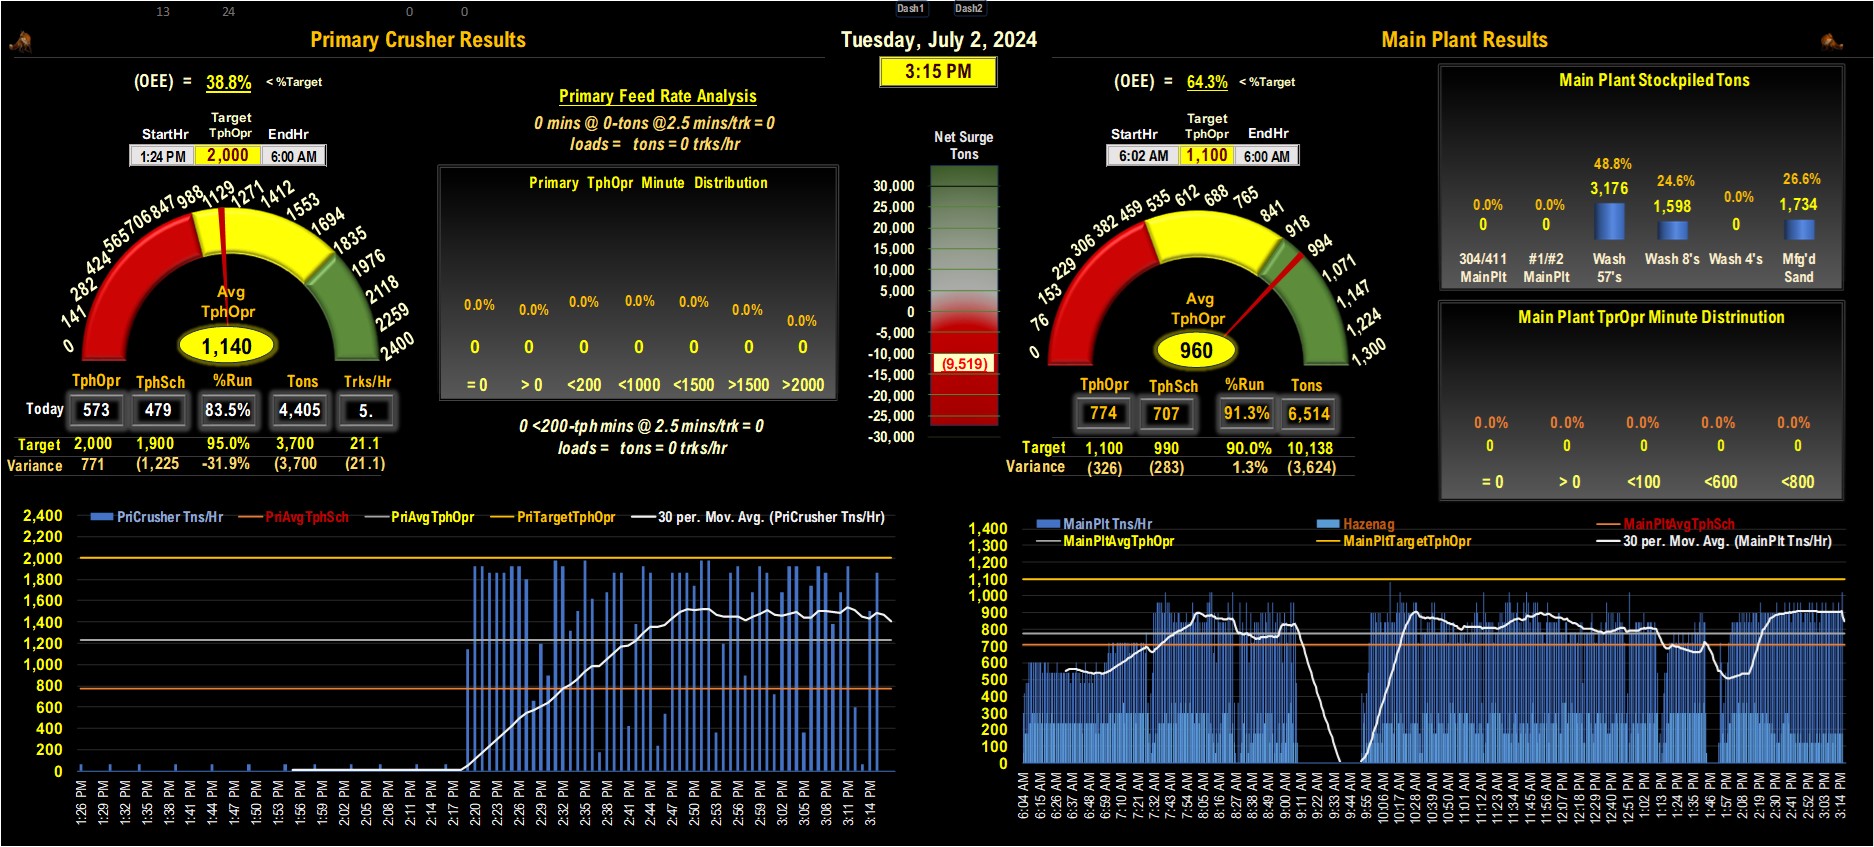 13 24 0 0 Dash1 Dash2
Primary Crusher Results
Tuesday, July 2, 2024
Main Plant Results
3:15 PM
(OEE) = 38.8% < %Target
Target
StartHr TphOpr EndHr
1:24 PM 2,000 6:00 AM
0 141 282 424 565 706 847 988 1129 1271 1412 1553 1694 1835 1976 2118 2259 2400
Avg
TphOpr
1,140
TphOpr TphSch %Run Tons Trks/Hr
Today 573 479 83.5% 4,405 5.
Target 2,000 1,900 95.0% 3,700 21.1
Variance 771 (1,225 -31.9% (3,700 (21.1)
Primary Feed Rate Analysis
0 mins @ 0-tons @2.5 mins/trk = 0
loads = tons = 0 trks/hr
Primary TphOpr Minute Distribution
0.0% 0.0% 0.0% 0.0% 0.0% 0.0% 0.0%
0 0 0 0 0 0 0
= 0 > 0 <200 <1000 <1500 >1500 >2000
0 <200-tph mins @ 2.5 mins/trk = 0
loads = tons = 0 trks/hr
Net Surge
Tons
30,000
25,000
20,000
15,000
10,000
5,000
0
-5,000
-10,000
(9,519)
-15,000
-20,000
-25,000
-30,000
(OEE) = 64.3% < %Target
Target
StartHr TphOpr EndHr
6:02 AM 1,100 6:00 AM
0 76 153 229 306 382 459 535 612 688 765 841 918 994 1,071 1,147 1,224 1,300
Avg
TphOpr
960
TphOpr TphSch %Run Tons
774 707 91.3% 6,514
Target 1,100 990 90.0% 10,138
Variance (326) (283) 1.3% (3,624)
Main Plant Stockpiled Tons
0.0% 0.0% 48.8% 24.6% 0.0% 26.6%
0 0 3,176 1,598 0 1,734
304/411 #1/#2 Wash Wash 8's Wash 4's Mfg'd
MainPlt MainPlt 57's Sand
Main Plant TprOpr Minute Distrinution
0.0% 0.0% 0.0% 0.0% 0.0%
0 0 0 0 0
= 0 > 0 <100 <600 <800
PriCrusher Tns/Hr PriAvgTphSch PriAvgTphOpr PriTargetTphOpr 30 per. Mov. Avg. (PriCrusher Tns/Hr)
2,400
2,200
2,000
1,800
1,600
1,400
1,200
1,000
800
600
400
200
0
1:26 PM 1:29 PM 1:32 PM 1:35 PM 1:38 PM 1:41 PM 1:44 PM 1:47 PM 1:50 PM 1:53 PM 1:56 PM 1:59 PM 2:02 PM 2:05 PM 2:08 PM 2:11 PM 2:14 PM 2:17 PM 2:20 PM 2:23 PM 2:26 PM 2:29 PM 2:32 PM 2:35 PM 2:38 PM 2:41 PM 2:44 PM 2:47 PM 2:50 PM 2:53 PM 2:56 PM 2:59 PM 3:02 PM 3:05 PM 3:08 PM 3:11 PM 3:14 PM
MainPlt Tns/Hr Hazenag MainPltAvgTphSch
MainPltAvgTphOpr MainPltTargetTphOpr 30 per. Mov. Avg. (MainPlt Tns/Hr)
1,400
1,300
1,200
1,100
1,000
900
800
700
600
500
400
300
200
100
0
6:04 AM 6:15 AM 6:26 AM 6:37 AM 6:48 AM 6:59 AM 7:10 AM 7:21 AM 7:32 AM 7:43 AM 7:54 AM 8:05 AM 8:16 AM 8:27 AM 8:38 AM 8:49 AM 9:00 AM 9:11 AM 9:22 AM 9:33 AM 9:44 AM 9:55 AM 10:06 AM 10:17 AM 10:28 AM 10:39 AM 10:50 AM 11:01 AM 11:12 AM 11:23 AM 11:34 AM 11:45 AM 11:56 AM 12:07 PM 12:18 PM 12:29 PM 12:40 PM 12:51 PM 1:02 PM 1:13 PM 1:24 PM 1:35 PM 1:46 PM 1:57 PM 2:08 PM 2:19 PM 2:30 PM 2:41 PM 2:52 PM 3:03 PM 3:14 PM